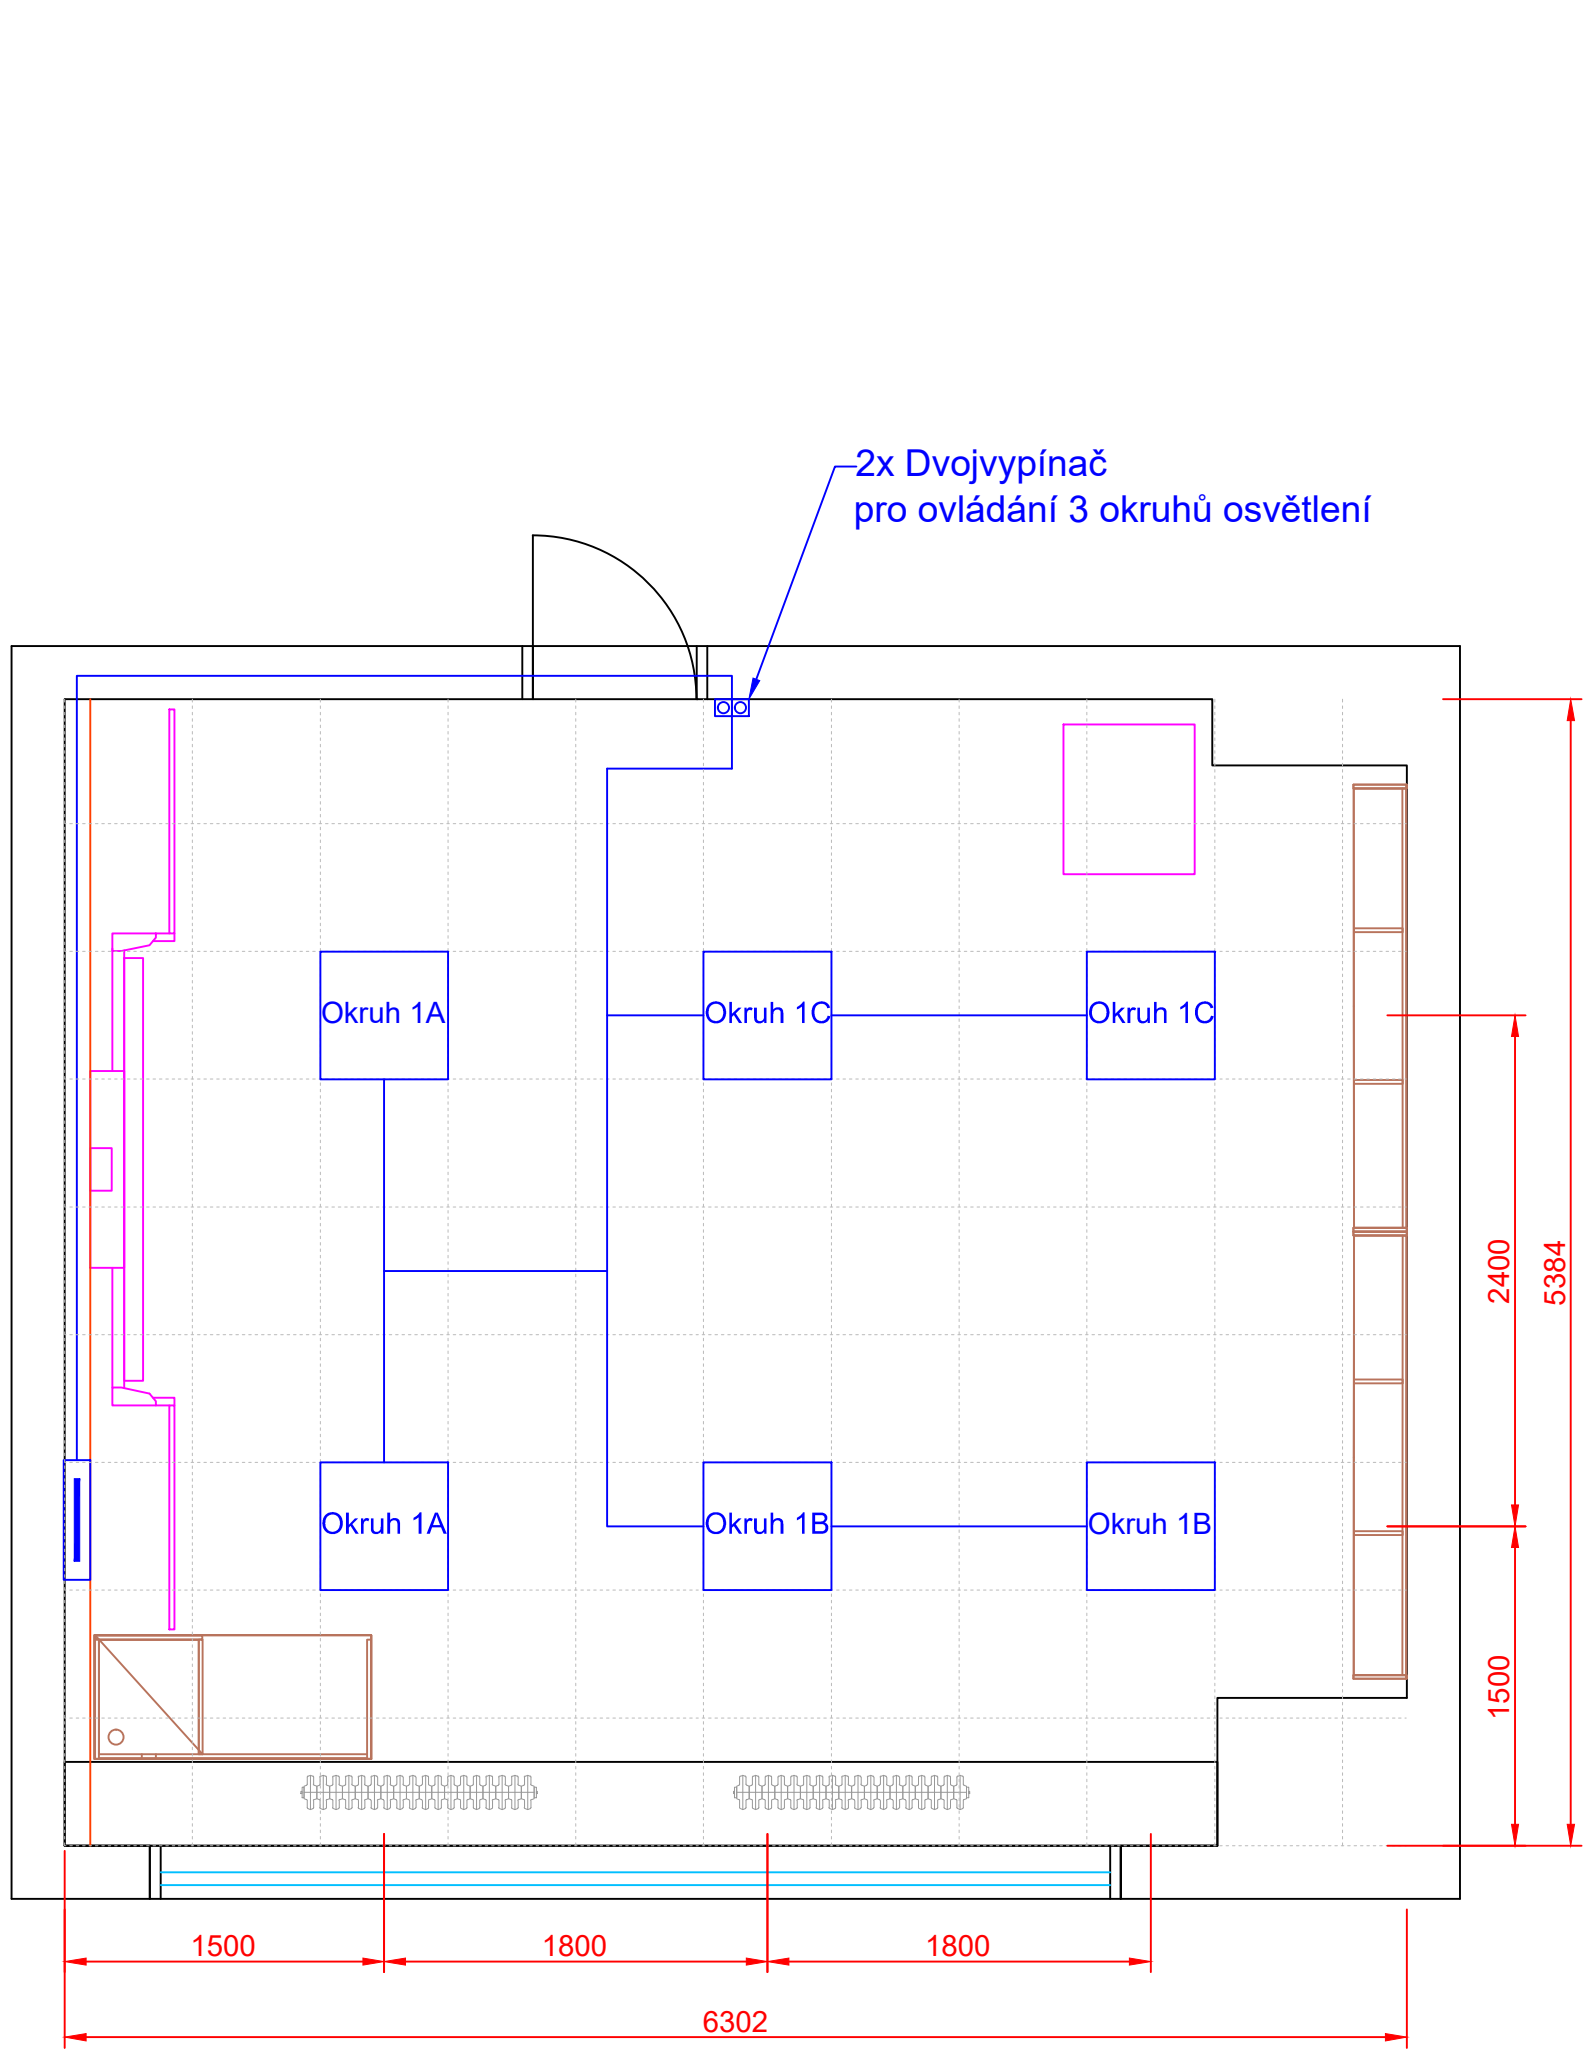 2x Dvojvypínač
pro ovládání 3 okruhů osvětlení
Okruh 1A
Okruh 1C
Okruh 1C
2400
5384
Okruh 1A
Okruh 1B
Okruh 1B
1500
1500
1800
1800
6302